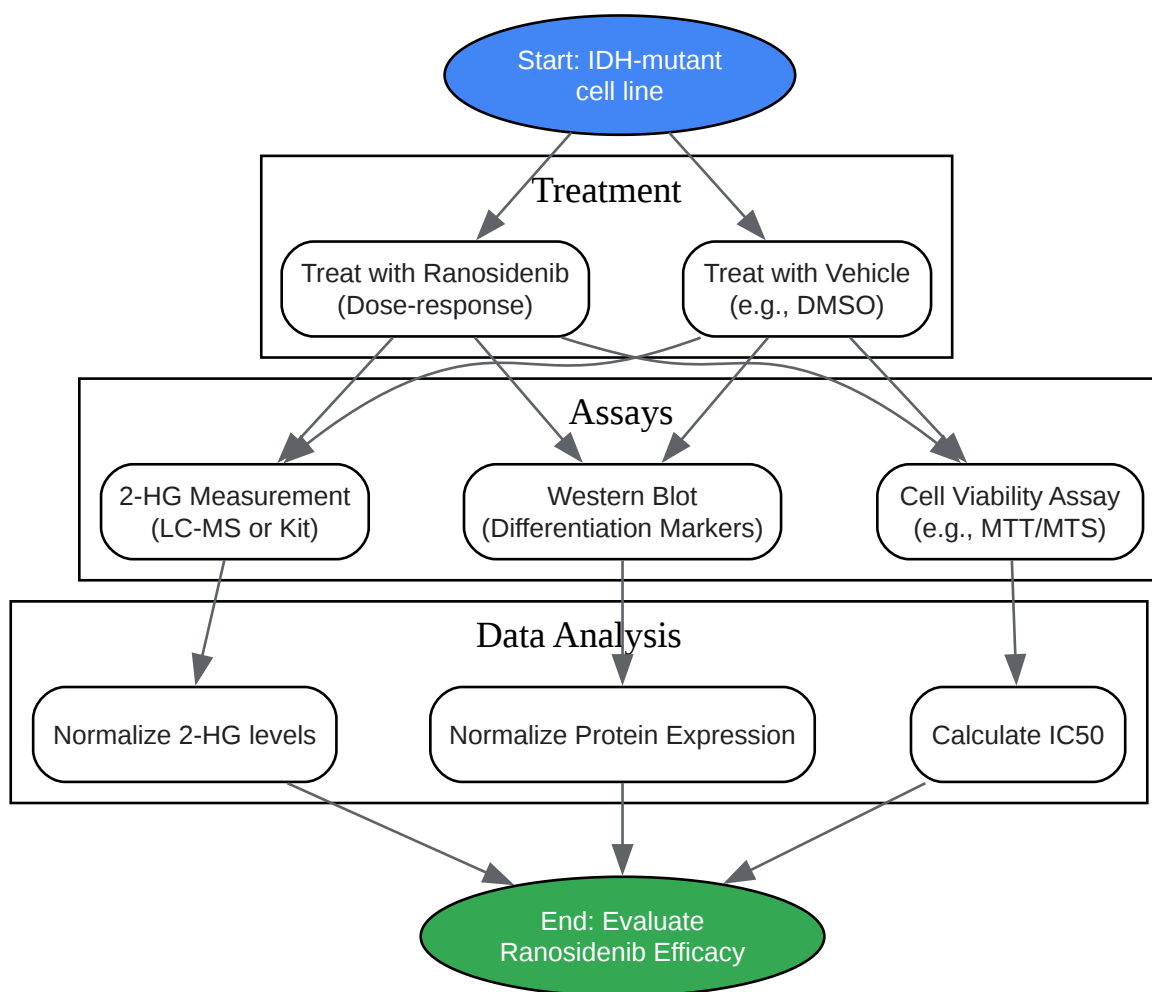 Start: IDH-mutant
cell line
Treatment
Treat with Ranosidenib
(Dose-response)
Treat with Vehicle
(e.g., DMSO)
Assays
2-HG Measurement
(LC-MS or Kit)
Western Blot
(Differentiation Markers)
Cell Viability Assay
(e.g., MTT/MTS)
Data Analysis
Normalize 2-HG levels
Normalize Protein Expression
Calculate IC50
End: Evaluate
Ranosidenib Efficacy